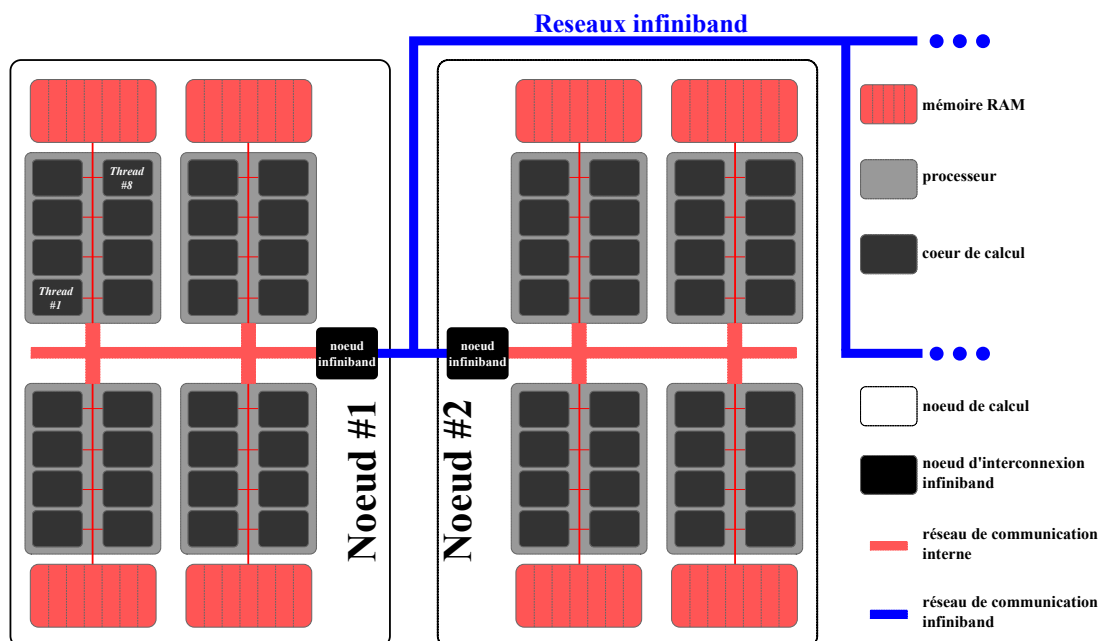 Reseaux infiniband
Thread
#8
Thread
#1
noeud
infiniband
Noeud #1
noeud
infiniband
Noeud #2
mémoire RAM
processeur
coeur de calcul
noeud de calcul
noeud d'interconnexion
infiniband
réseau de communication
interne
réseau de communication
infiniband